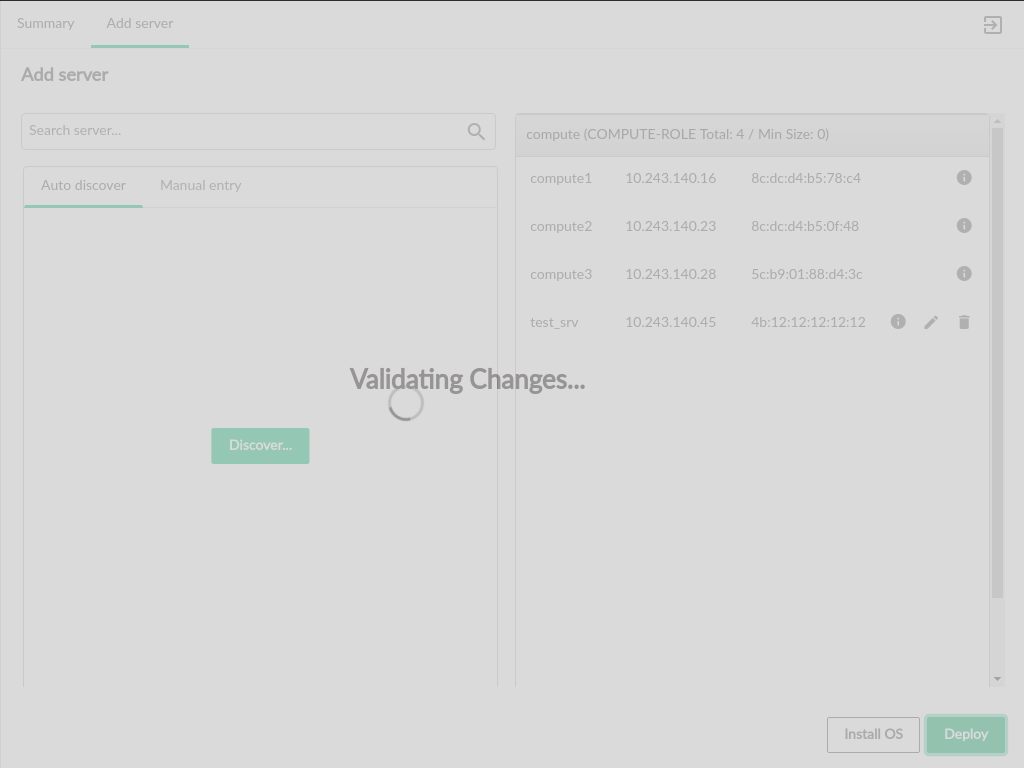 Summary Add server
Add server
Search server...
Auto discover Manual entry
Discover...
compute (COMPUTE-ROLE Total: 4 / Min Size: 0)
compute1 10.243.140.16 8c:dc:d4:b5:78:c4
compute2 10.243.140.23 8c:dc:d4:b5:0f:48
compute3 10.243.140.28 5c:b9:01:88:d4:3c
test_srv 10.243.140.45 4b:12:12:12:12:12
Validating Changes...
Install OS Deploy